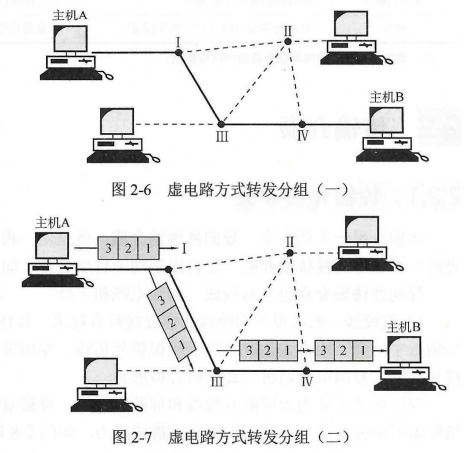 主机A
I
II
主机B
III
IV
图 2-6 虚电路方式转发分组（一）
主机A
3 2 1
I
II
3 2 1
主机B
3 2 1
3 2 1
III
IV
图 2-7 虚电路方式转发分组（二）